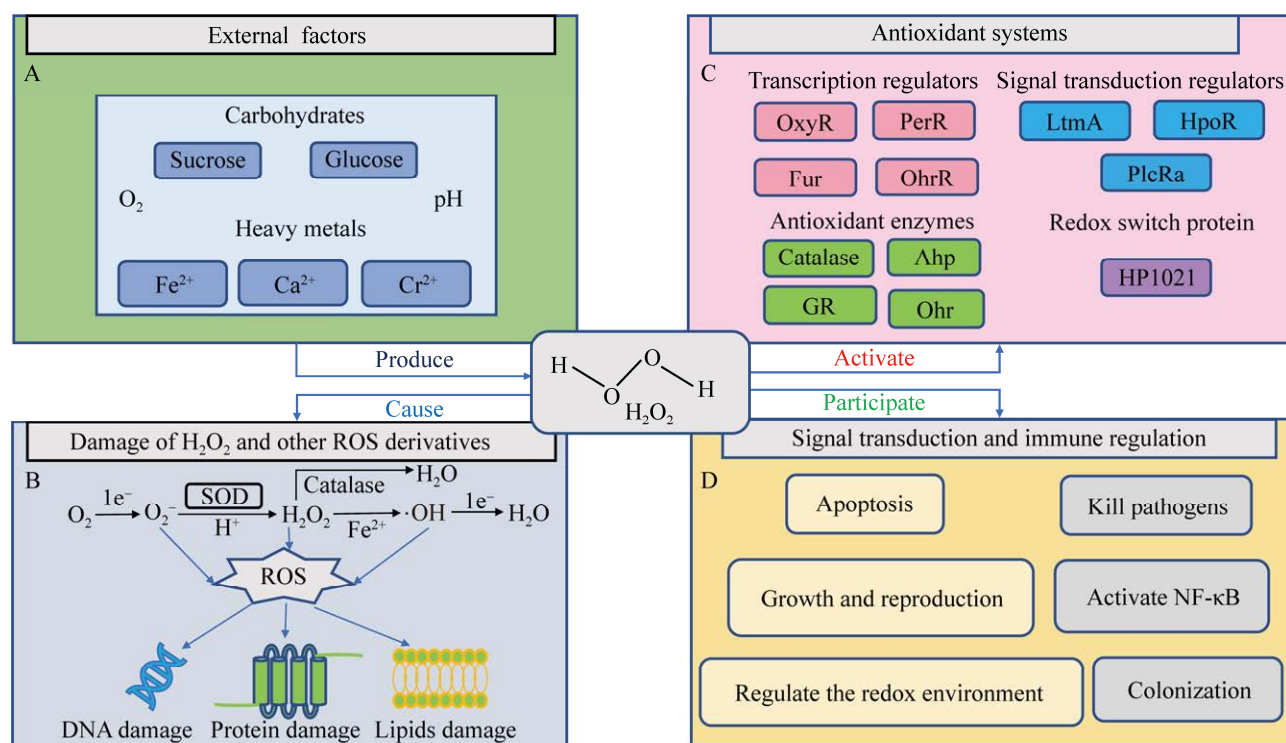 External factors
A
Carbohydrates
Sucrose
Glucose
O₂
pH
Heavy metals
Fe²⁺
Ca²⁺
Cr²⁺
Antioxidant systems
C
Transcription regulators
Signal transduction regulators
OxyR
PerR
LtmA
HpoR
Fur
OhrR
PlcRa
Antioxidant enzymes
Redox switch protein
Catalase
Ahp
HP1021
GR
Ohr
Produce
Cause
H
O
O
H
H₂O₂
Activate
Participate
Damage of H₂O₂ and other ROS derivatives
B
O₂
1e⁻
O₂⁻
SOD
H⁺
H₂O₂
Catalase
H₂O
Fe²⁺
·OH
1e⁻
H₂O
ROS
DNA damage
Protein damage
Lipids damage
Signal transduction and immune regulation
D
Apoptosis
Kill pathogens
Growth and reproduction
Activate NF-κB
Regulate the redox environment
Colonization